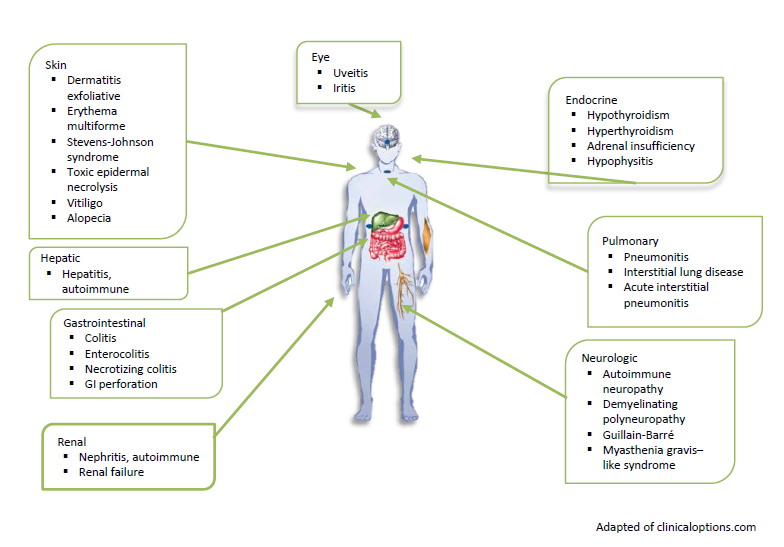 Eye
Uveitis
Iritis
Skin
Dermatitis
exfoliative
Erythema
multiforme
Stevens-Johnson
syndrome
Toxic epidermal
necrolysis
Vitiligo
Alopecia
Endocrine
Hypothyroidism
Hyperthyroidism
Adrenal insufficiency
Hypophysitis
Hepatic
Hepatitis,
autoimmune
Pulmonary
Pneumonitis
Interstitial lung disease
Acute interstitial
pneumonitis
Gastrointestinal
Colitis
Enterocolitis
Necrotizing colitis
GI perforation
Neurologic
Autoimmune
neuropathy
Demyelinating
polyneuropathy
Guillain-Barré
Myasthenia gravis–
like syndrome
Renal
Nephritis, autoimmune
Renal failure
Adapted of clinicaloptions.com